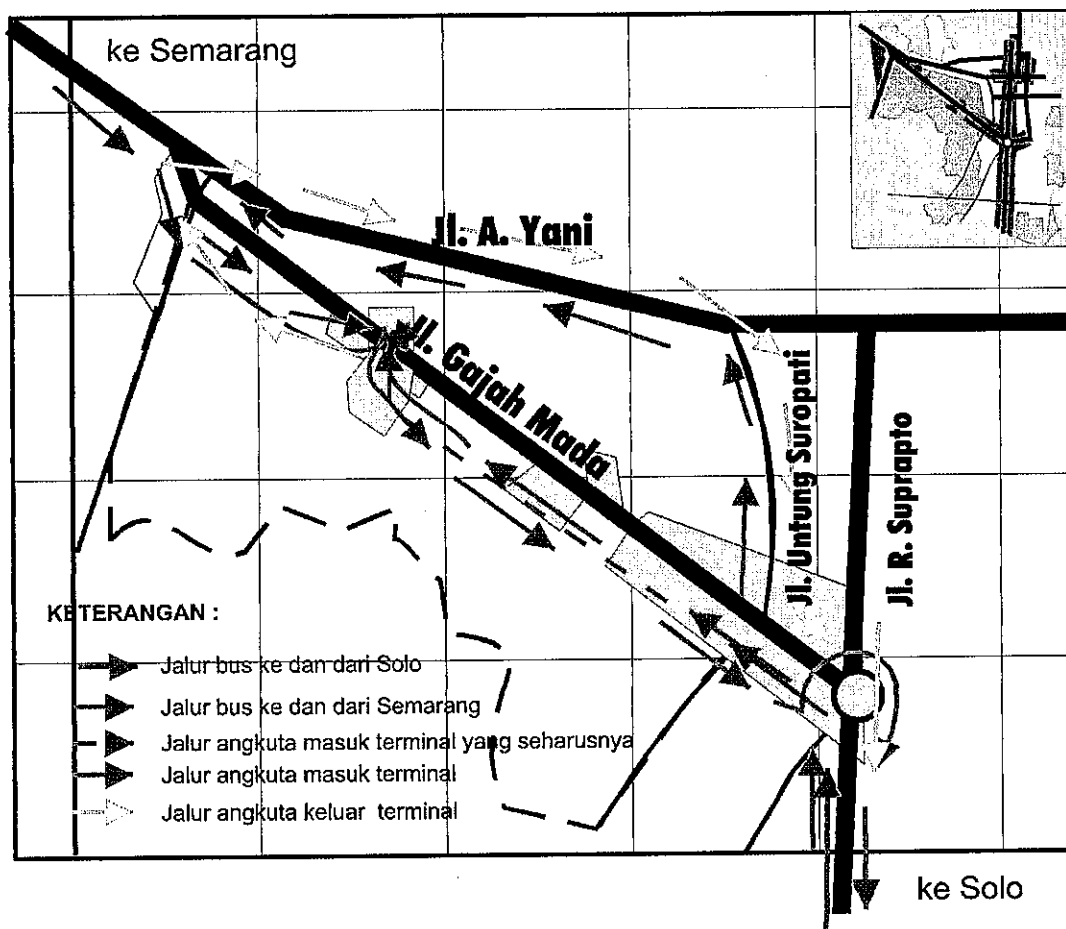 ke Semarang
Jl. A. Yani
Jl. Gajah Mada
Jl. Untung Suropati
Jl. R. Suprapto
KETERANGAN :
Jalur bus ke dan dari Solo
Jalur bus ke dan dari Semarang
Jalur angkuta masuk terminal yang seharusnya
Jalur angkuta masuk terminal
Jalur angkuta keluar terminal
ke Solo